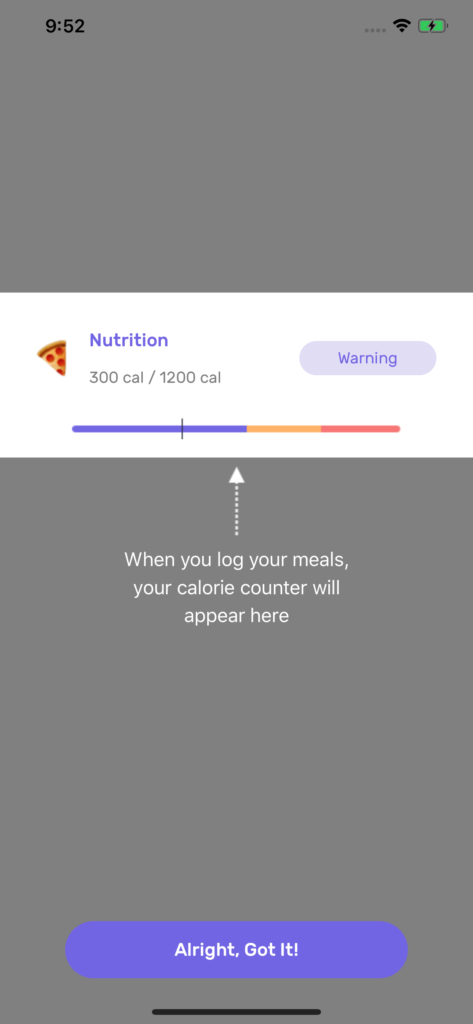 9:52
Nutrition
300 cal / 1200 cal
Warning
When you log your meals,
your calorie counter will
appear here
Alright, Got It!